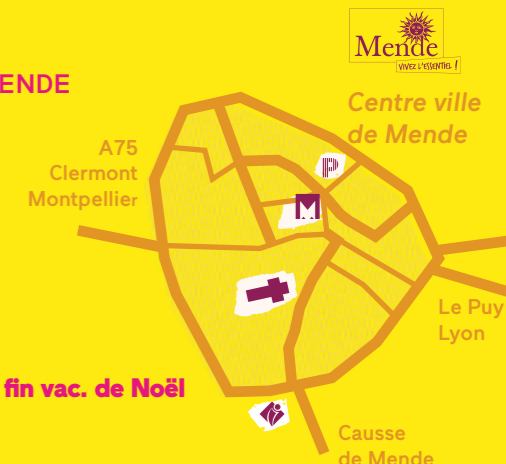 Mende
VIVEZ L'ESSENTIEL !
ENDE
Centre ville
de Mende
A75
Clermont
Montpellier
P
M
Le Puy
Lyon
fin vac. de Noël
Causse
de Mende